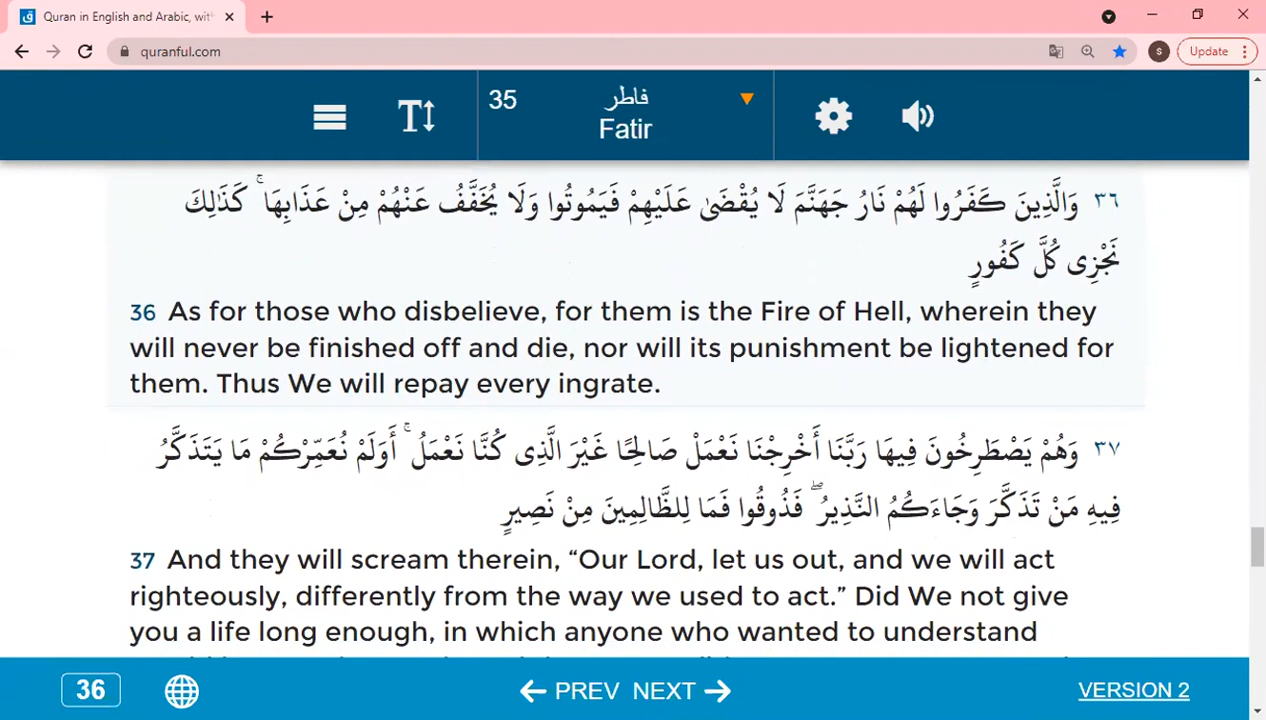 Quran in English and Arabic, wit
quranful.com
S
Update
35
فاطر
Fatir
٣٦ وَالَّذِينَ كَفَرُوا لَهُمْ نَارُ جَهَنَّمَ لَا يُقْضَىٰ عَلَيْهِمْ فَيَمُوتُوا وَلَا يُخَفَّفُ عَنْهُمْ مِنْ عَذَابِهَا ۚ كَذَٰلِكَ
نَجْزِى كُلَّ كَفُورٍ
36 As for those who disbelieve, for them is the Fire of Hell, wherein they
will never be finished off and die, nor will its punishment be lightened for
them. Thus We will repay every ingrate.
٣٧ وَهُمْ يَصْطَرِخُونَ فِيهَا رَبَّنَا أَخْرِجْنَا نَعْمَلْ صَالِحًا غَيْرَ الَّذِى كُنَّا نَعْمَلُ ۚ أَوَلَمْ نُعَمِّرْكُمْ مَا يَتَذَكَّرُ
فِيهِ مَنْ تَذَكَّرَ وَجَاءَكُمُ النَّذِيرُ ۖ فَذُوقُوا فَمَا لِلظَّالِمِينَ مِنْ نَصِيرٍ
37 And they will scream therein, “Our Lord, let us out, and we will act
righteously, differently from the way we used to act.” Did We not give
you a life long enough, in which anyone who wanted to understand
36
PREV NEXT
VERSION 2